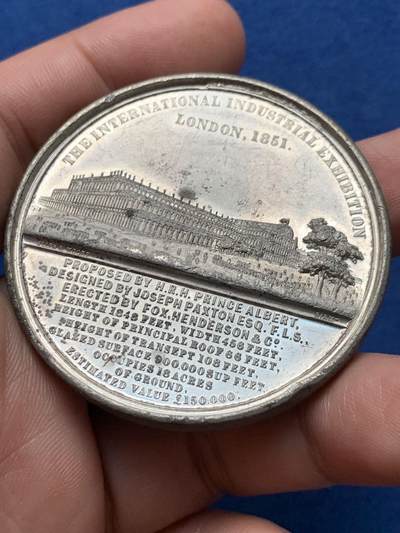 THE INTERNATIONAL INDUSTRIAL EXHIBITION
LONDON, 1851.
PROPOSED BY H.R.H. PRINCE ALBERT,
DESIGNED BY JOSEPH PAXTON ESQ. F.L.S.,
ERECTED BY FOX, HENDERSON & Co.
LENGTH 1848 FEET, WIDTH 456 FEET,
HEIGHT OF PRINCIPAL ROOF 66 FEET,
HEIGHT OF TRANSEPT 108 FEET,
GLAZED SURFACE 900,000 SUP FEET,
OCCUPIES 18 ACRES
OF GROUND.
ESTIMATED VALUE £150,000.